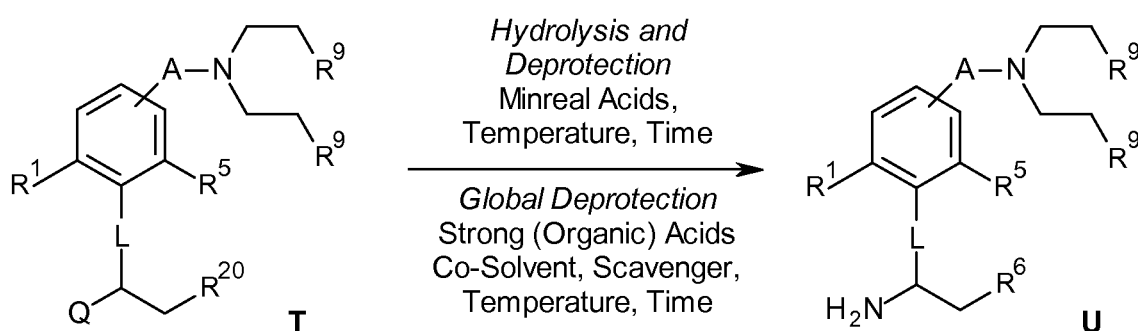 Hydrolysis and
Deprotection
Minreal Acids,
Temperature, Time
Global Deprotection
Strong (Organic) Acids
Co-Solvent, Scavenger,
Temperature, Time
R⁹
A N
R⁹
R¹ R⁵
L
R²⁰
Q
T
R⁹
A N
R⁹
R¹ R⁵
L
R⁶
H₂N
U